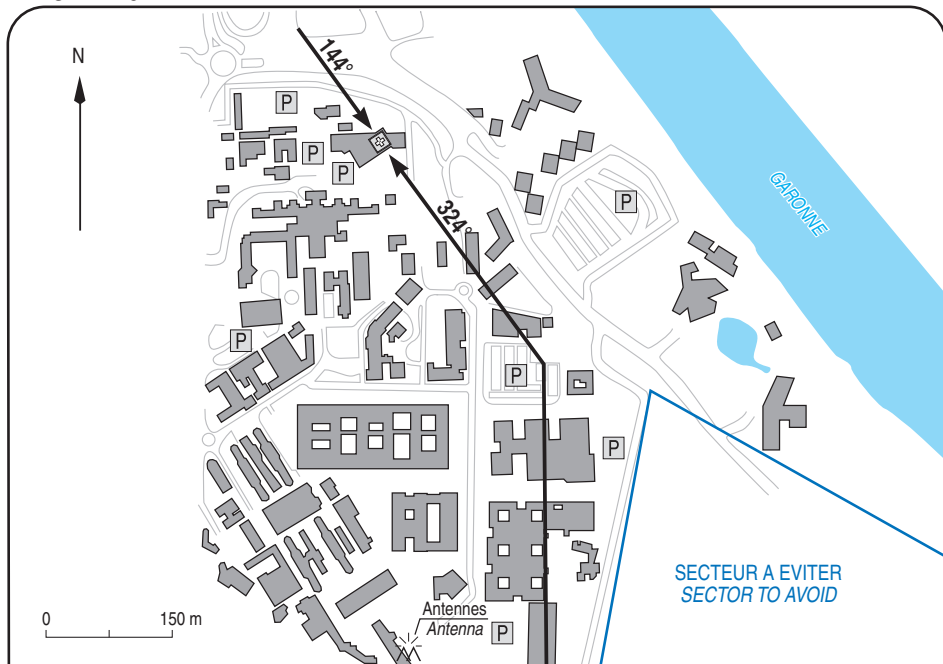 N
144°
P
P
P
324°
P
GARONNE
P
P
P
SECTEUR A EVITER
SECTOR TO AVOID
Antennes
Antenna
P
0 150 m